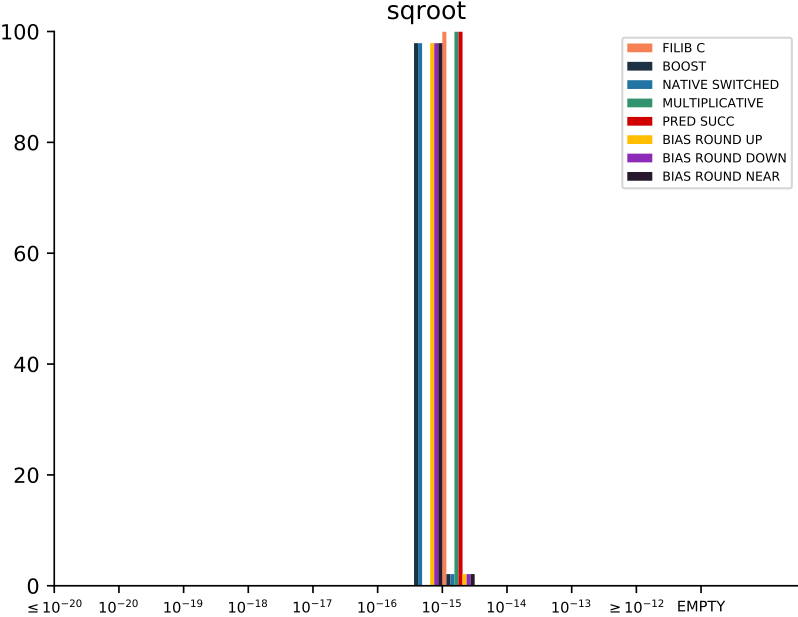 sqroot
100
80
60
40
20
0
FILIB C
BOOST
NATIVE SWITCHED
MULTIPLICATIVE
PRED SUCC
BIAS ROUND UP
BIAS ROUND DOWN
BIAS ROUND NEAR
≤10⁻²⁰ 10⁻²⁰ 10⁻¹⁹ 10⁻¹⁸ 10⁻¹⁷ 10⁻¹⁶ 10⁻¹⁵ 10⁻¹⁴ 10⁻¹³ ≥10⁻¹² EMPTY